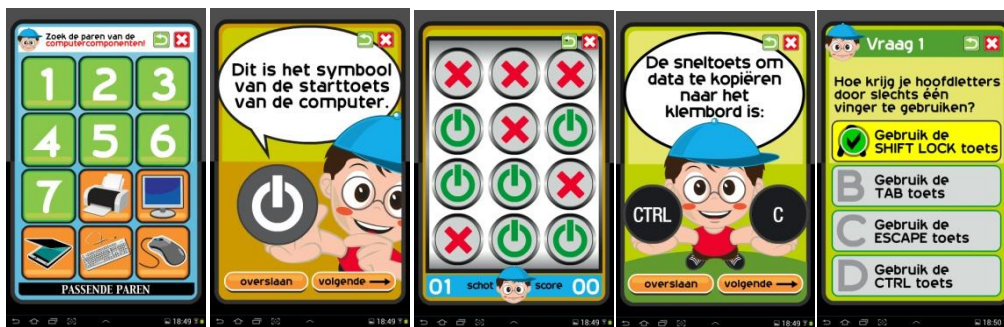 Zoek de paren van de
computercomponenten!
1 2 3
4 5 6
7
PASSENDE PAREN
18:49
Dit is het symbool
van de starttoets
van de computer.
overslaan volgende
18:49
01 schot score 00
18:49
De sneltoets om
data te kopiëren
naar het
klembord is:
CTRL C
overslaan volgende
18:49
Vraag 1
Hoe krijg je hoofdletters
door slechts één
vinger te gebruiken?
Gebruik de
SHIFT LOCK toets
B Gebruik de
TAB toets
C Gebruik de
ESCAPE toets
D Gebruik de
CTRL toets
18:50